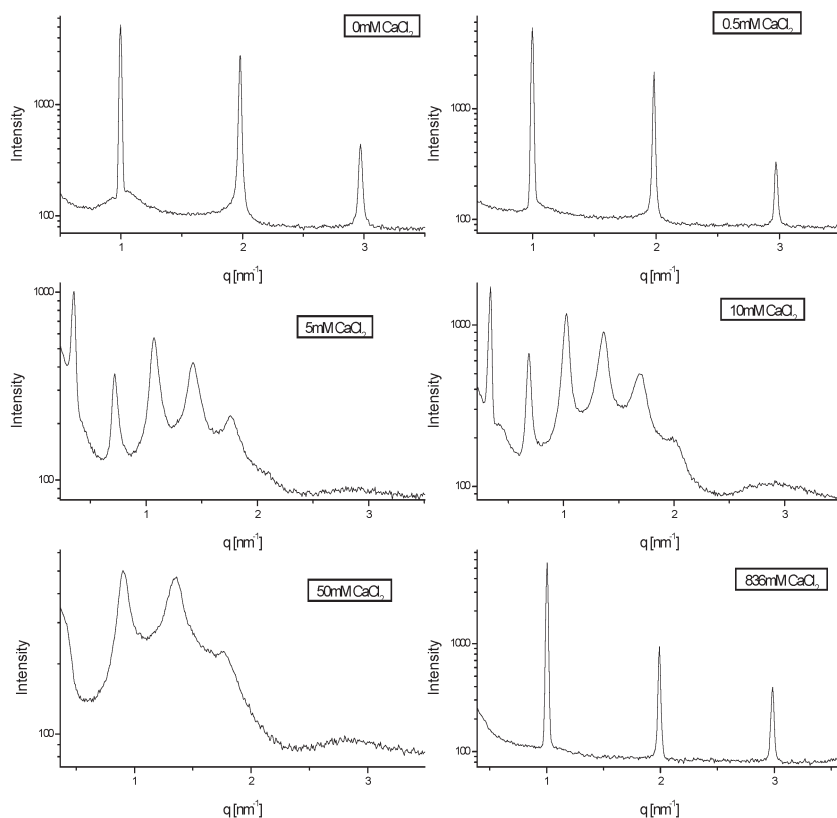 0mM CaCl₂
1000
Intensity
100
1
2
3
q [nm⁻¹]
0.5mM CaCl₂
1000
Intensity
100
1
2
3
q [nm⁻¹]
5mM CaCl₂
1000
Intensity
100
1
2
3
q [nm⁻¹]
10mM CaCl₂
1000
Intensity
100
1
2
3
q [nm⁻¹]
50mM CaCl₂
Intensity
100
1
2
3
q [nm⁻¹]
836mM CaCl₂
1000
Intensity
100
1
2
3
q [nm⁻¹]